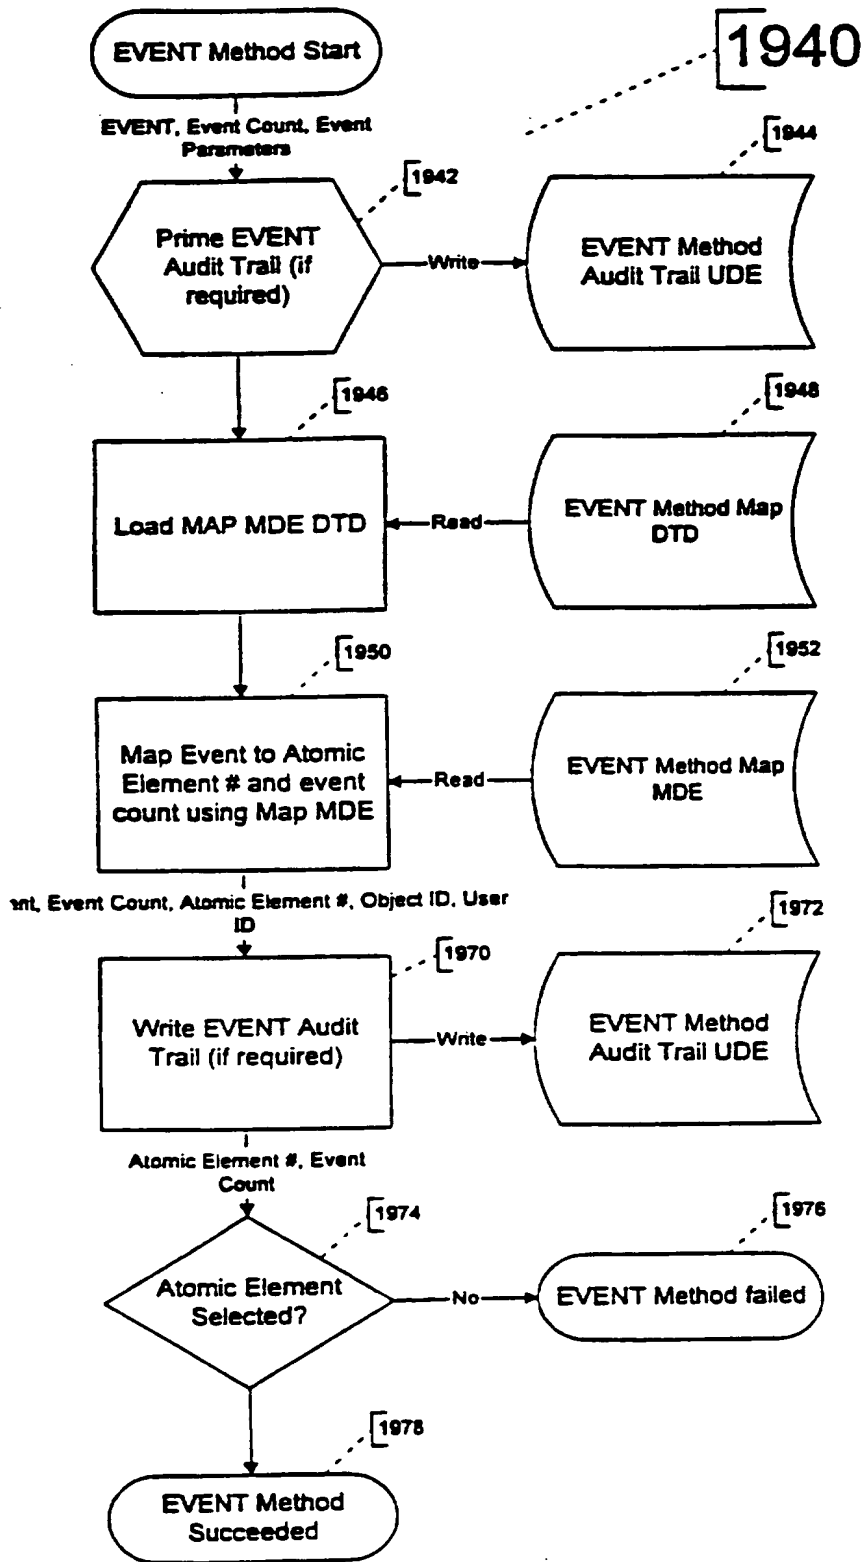 EVENT Method Start
1940
EVENT, Event Count, Event
Parameters
1942
1944
Prime EVENT
Audit Trail (if
required)
Write
EVENT Method
Audit Trail UDE
1946
1948
Load MAP MDE DTD
Read
EVENT Method Map
DTD
1950
1952
Map Event to Atomic
Element # and event
count using Map MDE
Read
EVENT Method Map
MDE
Event Count, Atomic Element #, Object ID, User
ID
1970
1972
Write EVENT Audit
Trail (if required)
Write
EVENT Method
Audit Trail UDE
Atomic Element #, Event
Count
1974
1976
Atomic Element
Selected?
No
EVENT Method failed
1978
EVENT Method
Succeeded